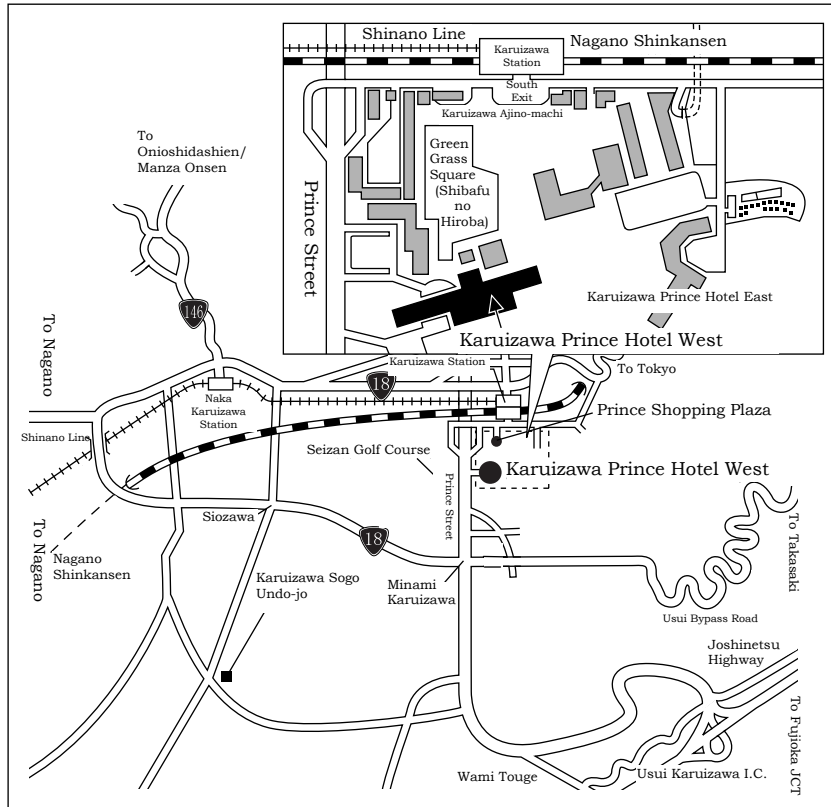 Shinano Line
Nagano Shinkansen
Karuizawa
Station
South
Exit
Karuizawa Ajino-machi
Green
Grass
Square
(Shibafu
no
Hiroba)
Prince Street
Karuizawa Prince Hotel East
Karuizawa Prince Hotel West
To
Onioshidashien/
Manza Onsen
146
To Nagano
Karuizawa Station
To Tokyo
18
Naka
Karuizawa
Station
Prince Shopping Plaza
Shinano Line
Seizan Golf Course
Karuizawa Prince Hotel West
Prince Street
Siozawa
To Nagano
18
To Takasaki
Nagano
Shinkansen
Karuizawa Sogo
Undo-jo
Minami
Karuizawa
Usui Bypass Road
Joshinetsu
Highway
To Fujioka JCT
Wami Touge
Usui Karuizawa I.C.